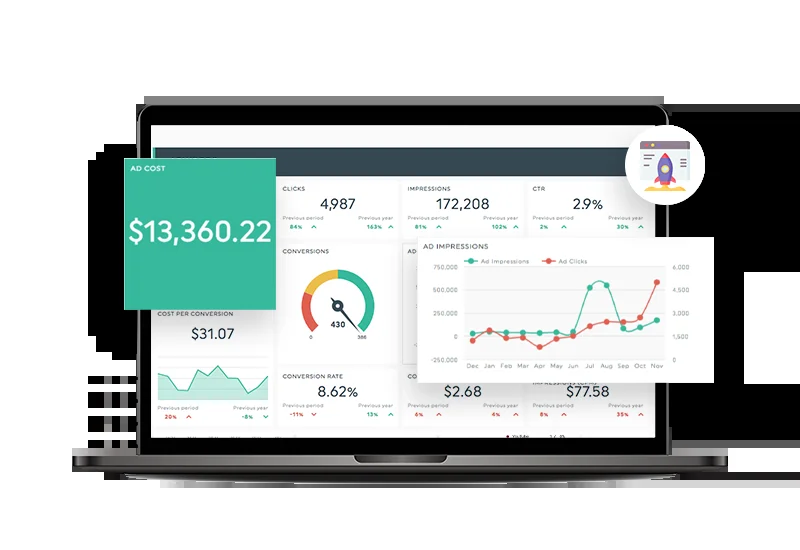 AD COST
$13,360.22
CLICKS
4,987
Previous period
Previous year
84%
163%
IMPRESSIONS
172,208
Previous period
Previous year
81%
102%
CTR
2.9%
Previous period
Previous year
2%
30%
COST PER CONVERSION
$31.07
Previous period
Previous year
20%
-8%
CONVERSIONS
430
0
386
AD
AD IMPRESSIONS
Ad Impressions
Ad Clicks
750,000
500,000
250,000
0
-250,000
6,000
4,500
3,000
1,500
0
Dec Jan Feb Mar Apr May Jun Jul Aug Sep Oct Nov
CONVERSION RATE
8.62%
Previous period
Previous year
-11%
13%
CO
$2.68
Previous period
Previous year
6%
4%
$77.58
Previous period
Previous year
8%
35%